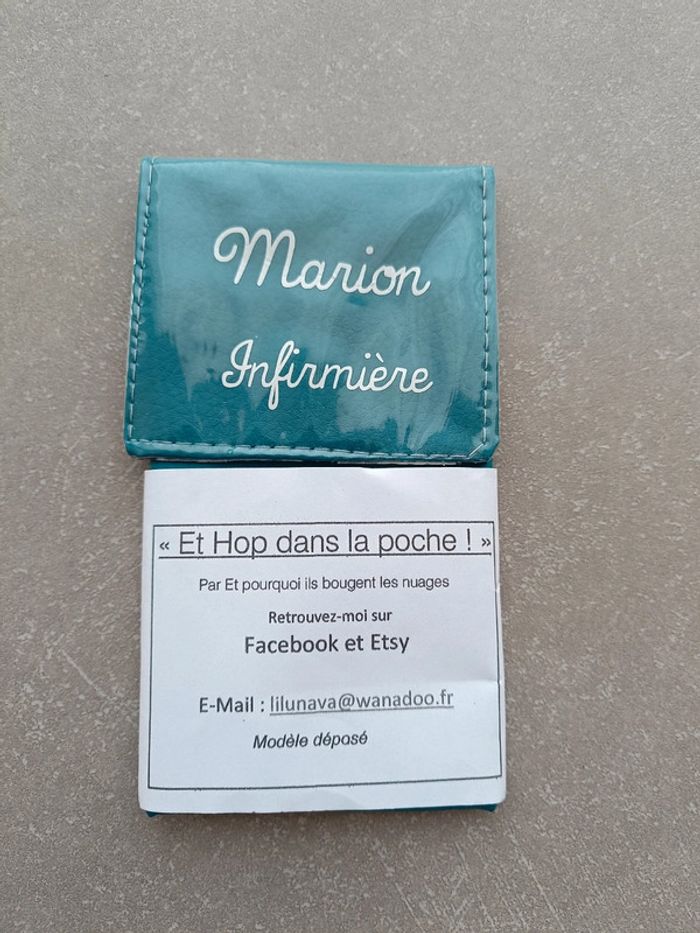 Marion
Infirmière
« Et Hop dans la poche ! »
Par Et pourquoi ils bougent les nuages
Retrouvez-moi sur
Facebook et Etsy
E-Mail : lilunava@wanadoo.fr
Modèle déposé